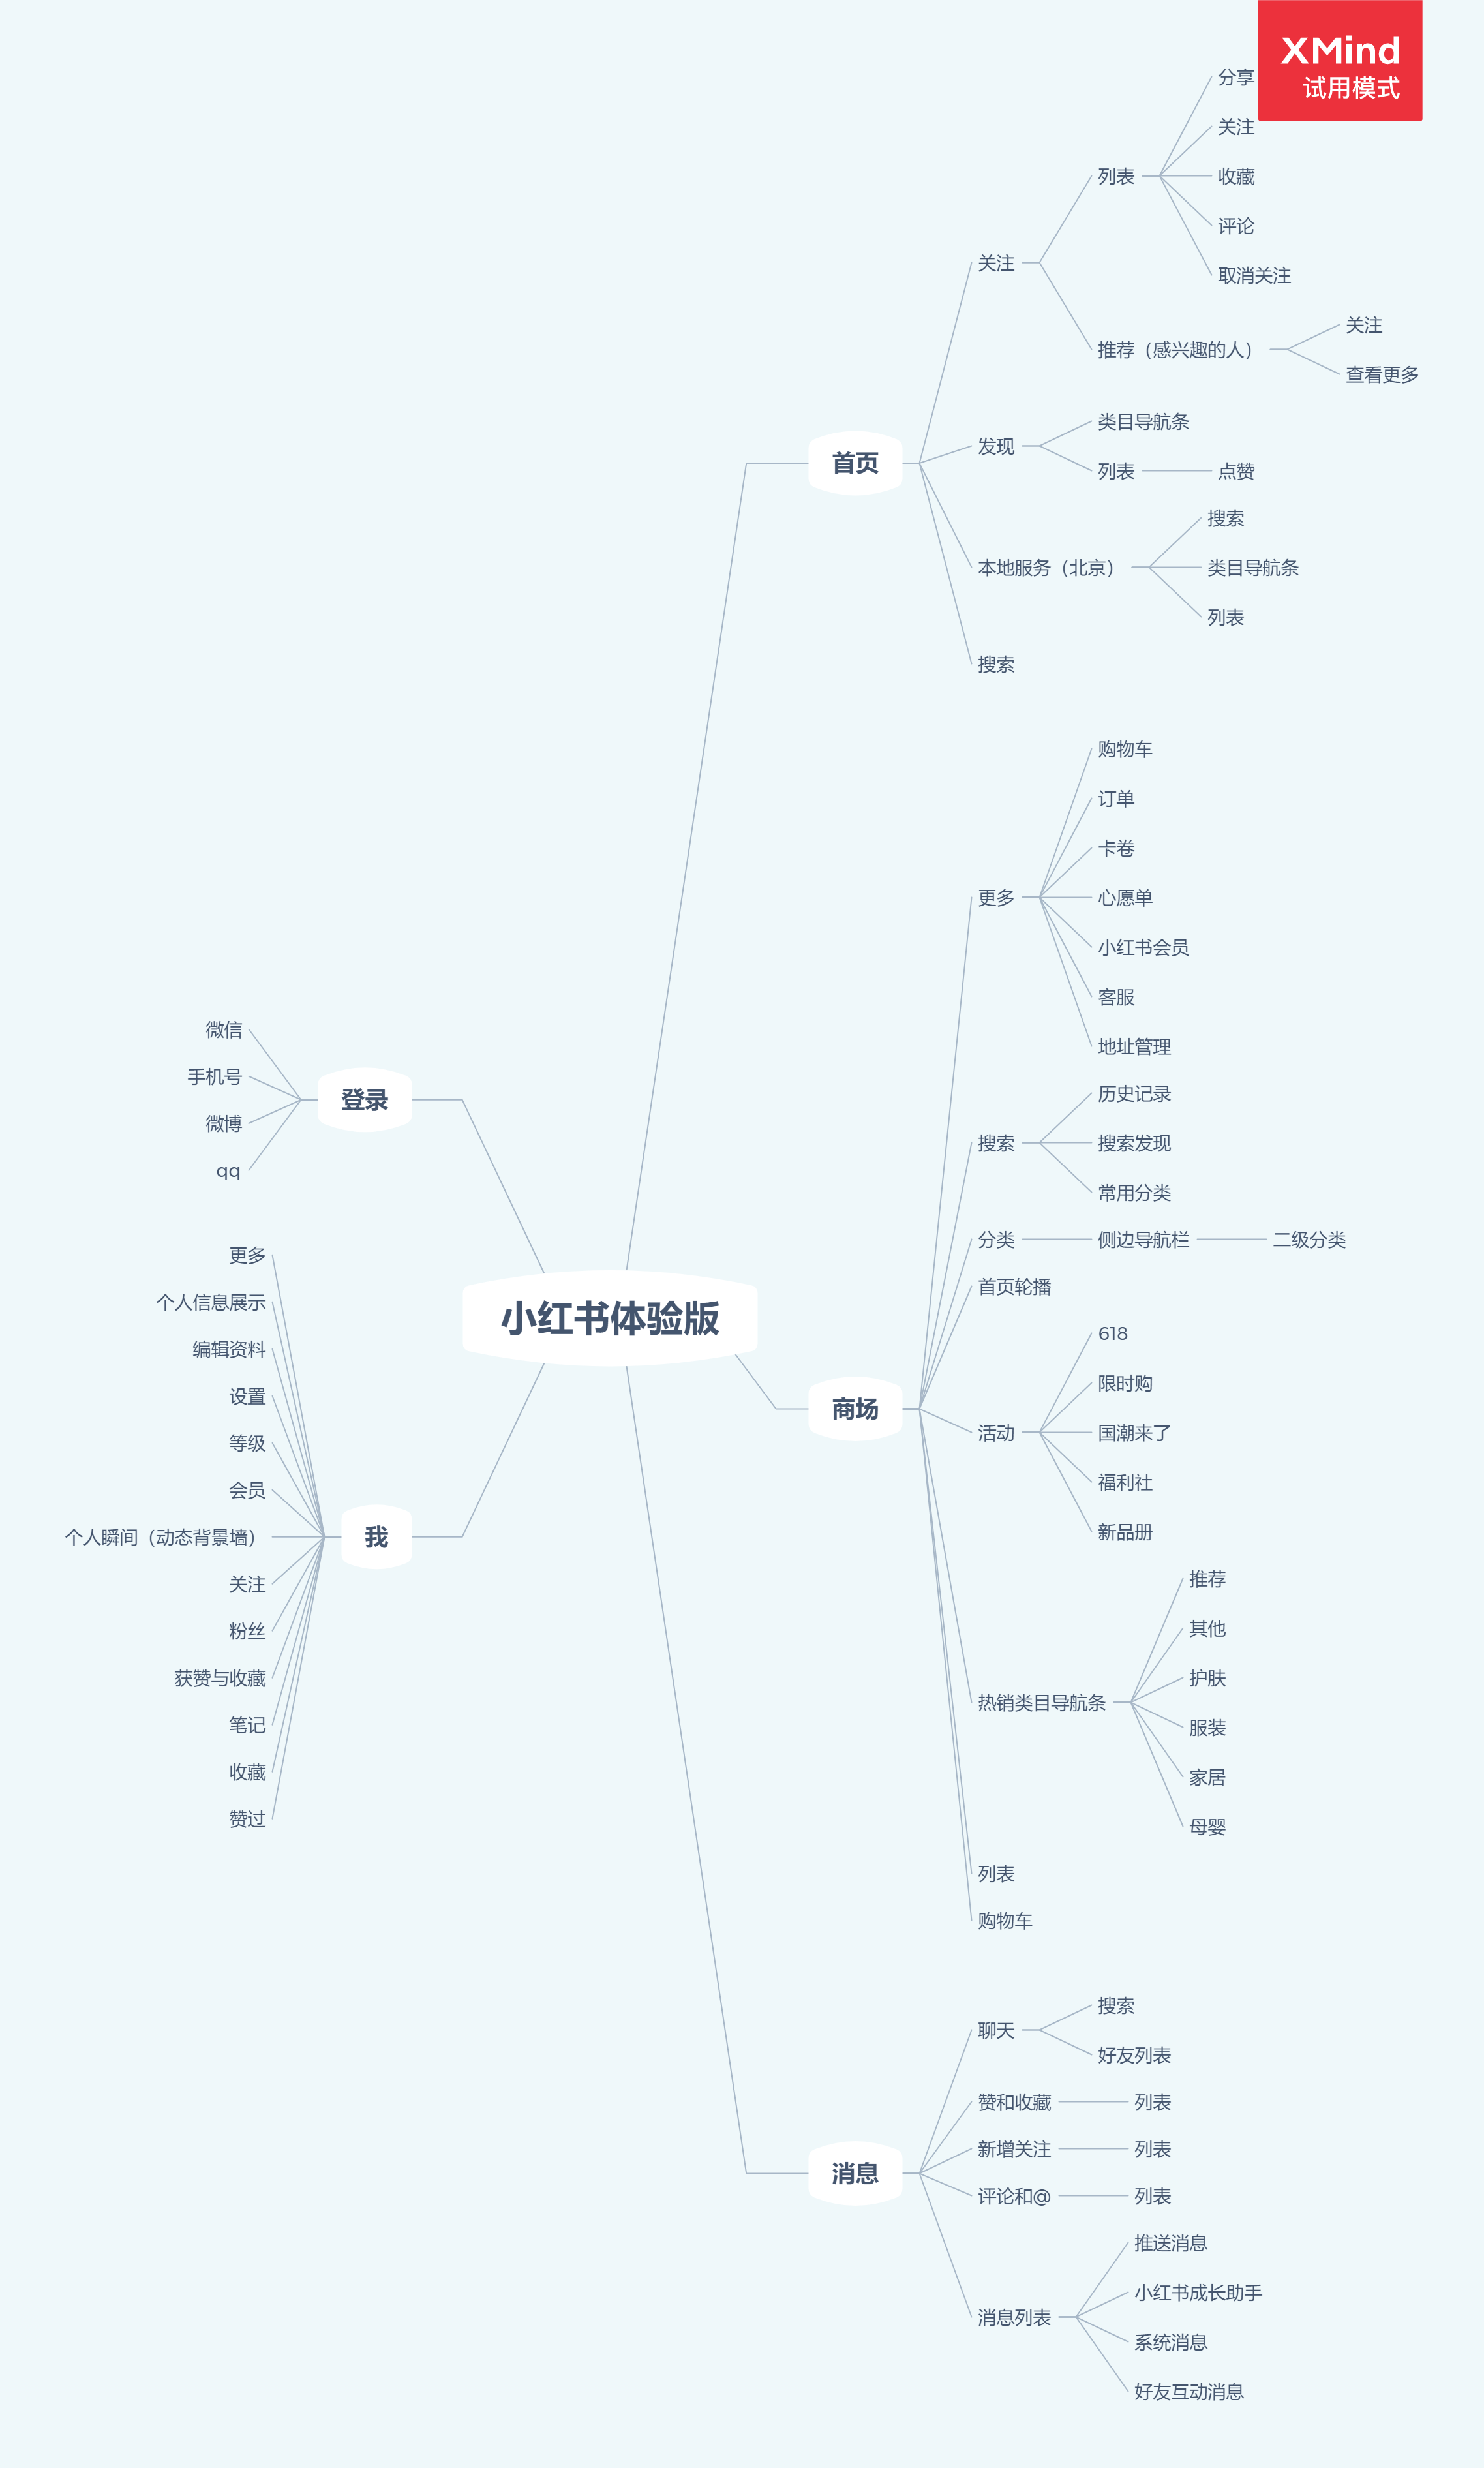 XMind
试用模式
小红书体验版
首页
关注
列表
分享
关注
收藏
评论
取消关注
推荐（感兴趣的人）
关注
查看更多
发现
类目导航条
列表
点赞
本地服务（北京）
搜索
类目导航条
列表
搜索
商场
更多
购物车
订单
卡卷
心愿单
小红书会员
客服
地址管理
搜索
历史记录
搜索发现
常用分类
分类
侧边导航栏
二级分类
首页轮播
活动
618
限时购
国潮来了
福利社
新品册
热销类目导航条
推荐
其他
护肤
服装
家居
母婴
列表
购物车
消息
聊天
搜索
好友列表
赞和收藏
列表
新增关注
列表
评论和@
列表
消息列表
推送消息
小红书成长助手
系统消息
好友互动消息
登录
微信
手机号
微博
qq
我
更多
个人信息展示
编辑资料
设置
等级
会员
个人瞬间（动态背景墙）
关注
粉丝
获赞与收藏
笔记
收藏
赞过